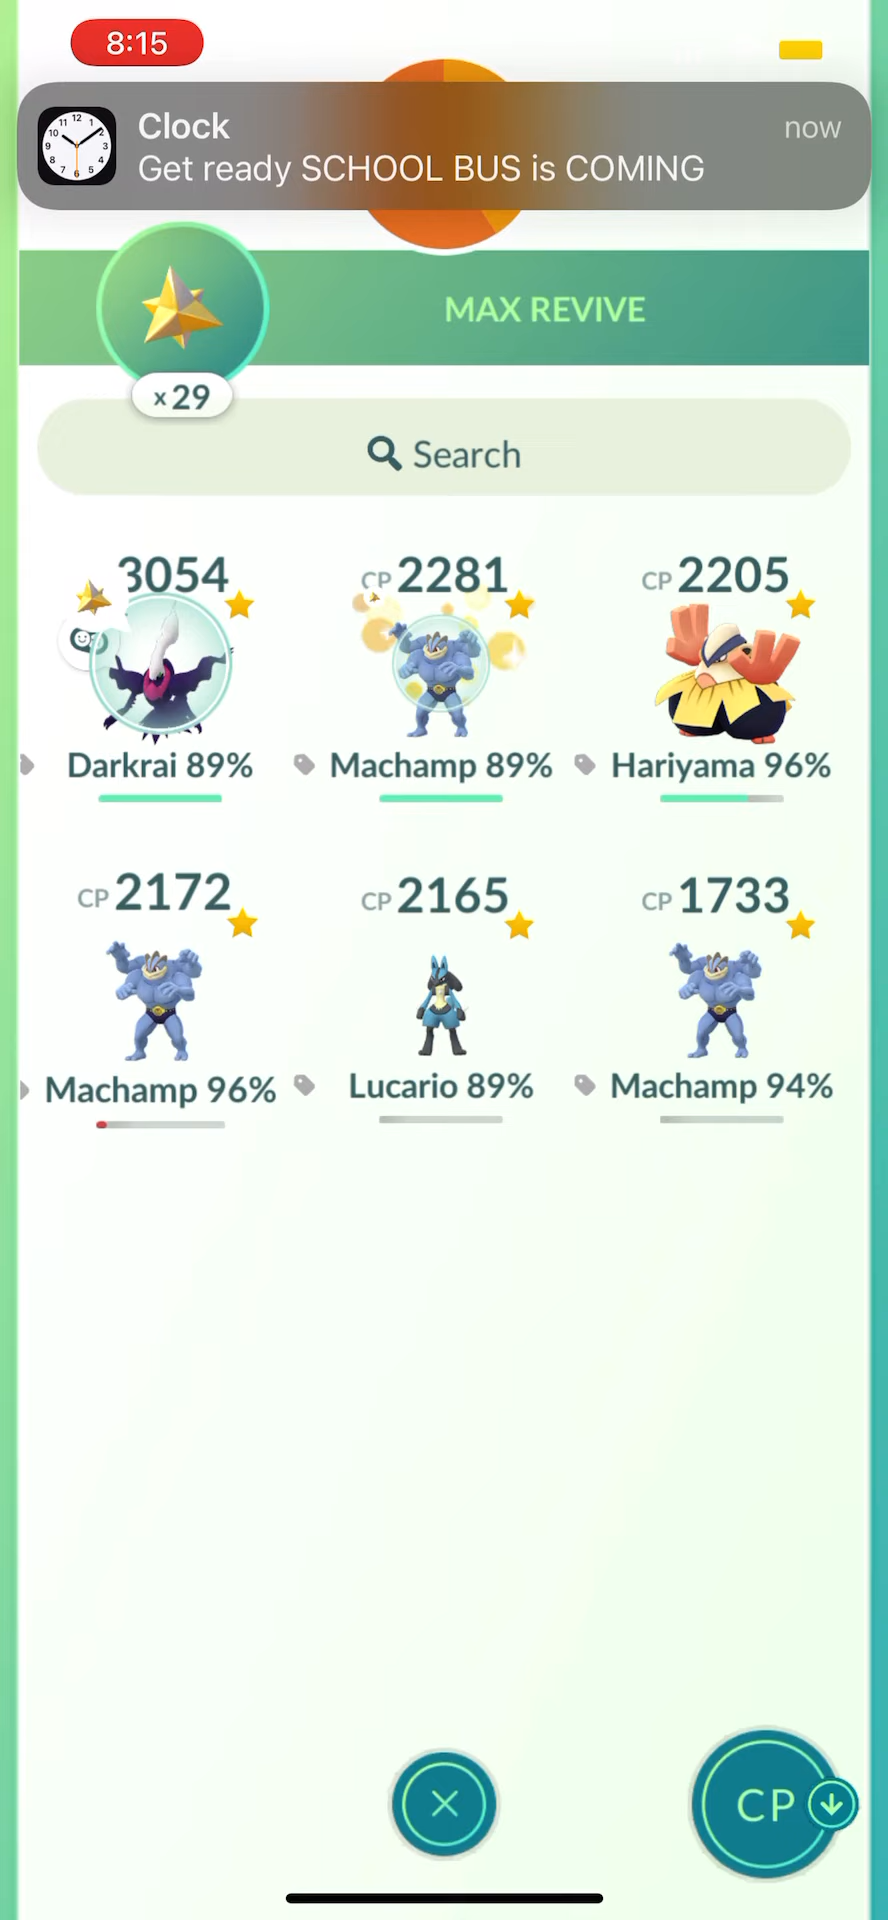 8:15
Clock
now
Get ready SCHOOL BUS is COMING
MAX REVIVE
x 29
Search
3054
CP 2281
CP 2205
Darkrai 89%
Machamp 89%
Hariyama 96%
CP 2172
CP 2165
CP 1733
Machamp 96%
Lucario 89%
Machamp 94%
CP